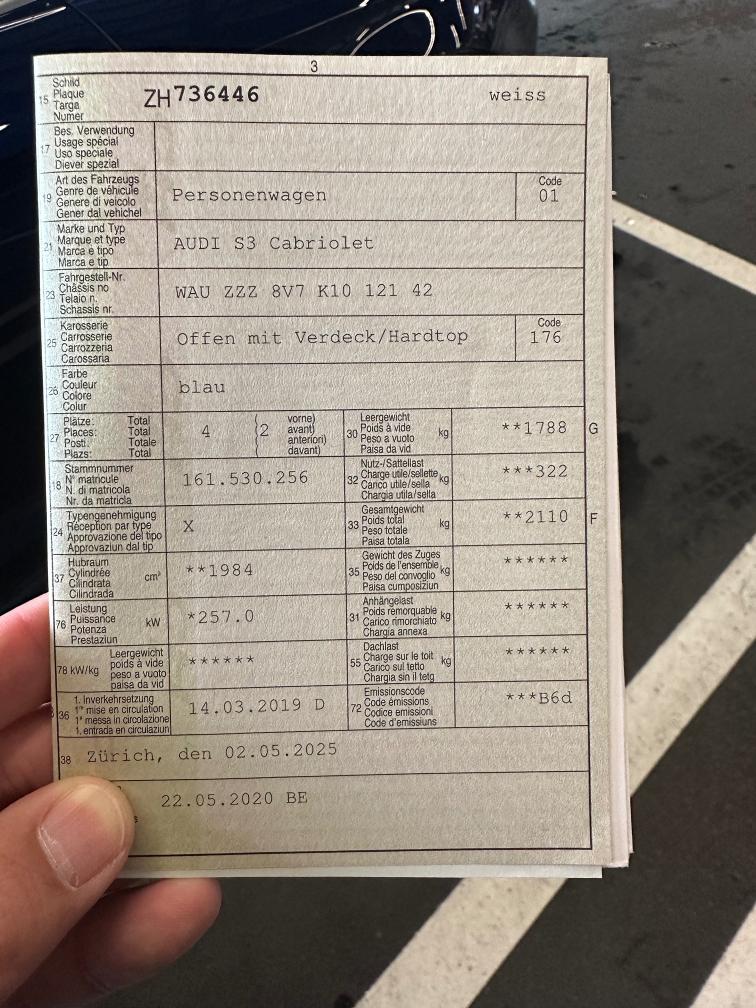 3
15 Schild
Plaque
Targa
Numer
ZH 736446 weiss
17 Bes. Verwendung
Usage spécial
Uso speciale
Diever spezial
19 Art des Fahrzeugs
Genre de véhicule
Genere di veicolo
Gener dal vehichel
Personenwagen
Code
01
21 Marke und Typ
Marque et type
Marca e tipo
Marca e tip
AUDI S3 Cabriolet
23 Fahrgestell-Nr.
Châssis no
Telaio n.
Schassis nr.
WAU ZZZ 8V7 K10 121 42
25 Karosserie
Carrosserie
Carrozzeria
Carossaria
Offen mit Verdeck/Hardtop
Code
176
26 Farbe
Couleur
Colore
Colur
blau
27 Plätze: Total
Places: Total
Posti: Totale
Plazs: Total
4 (2 vorne)
avant)
anteriori)
davant)
30 Leergewicht
Poids à vide
Peso a vuoto
Paisa da vid
kg
**1788 G
18 Stammnummer
N° matricule
N. di matricola
Nr. da matricla
161.530.256
32 Nutz-/Sattellast
Charge utile/sellette
Carico utile/sella
Chargia utila/sella
kg
***322
24 Typengenehmigung
Réception par type
Approvazione del tipo
Approvaziun dal tip
X
33 Gesamtgewicht
Poids total
Peso totale
Paisa totala
kg
**2110 F
37 Hubraum
Cylindrée
Cilindrata
Cilindrada
cm³
**1984
35 Gewicht des Zuges
Poids de l'ensemble
Peso del convoglio
Paisa cumposiziun
kg
******
76 Leistung
Puissance
Potenza
Prestaziun
kW
*257.0
31 Anhängelast
Poids remorquable
Carico rimorchiato
Chargia annexa
kg
******
78 kW/kg Leergewicht
poids à vide
peso a vuoto
paisa da vid
******
55 Dachlast
Charge sur le toit
Carico sul tetto
Chargia sin il tetg
kg
******
36 1. Inverkehrsetzung
1re mise en circulation
1a messa in circolazione
1. entrada en circulaziun
14.03.2019 D
72 Emissionscode
Code émissions
Codice emissioni
Code d'emissiuns
***B6d
38 Zürich, den 02.05.2025
22.05.2020 BE